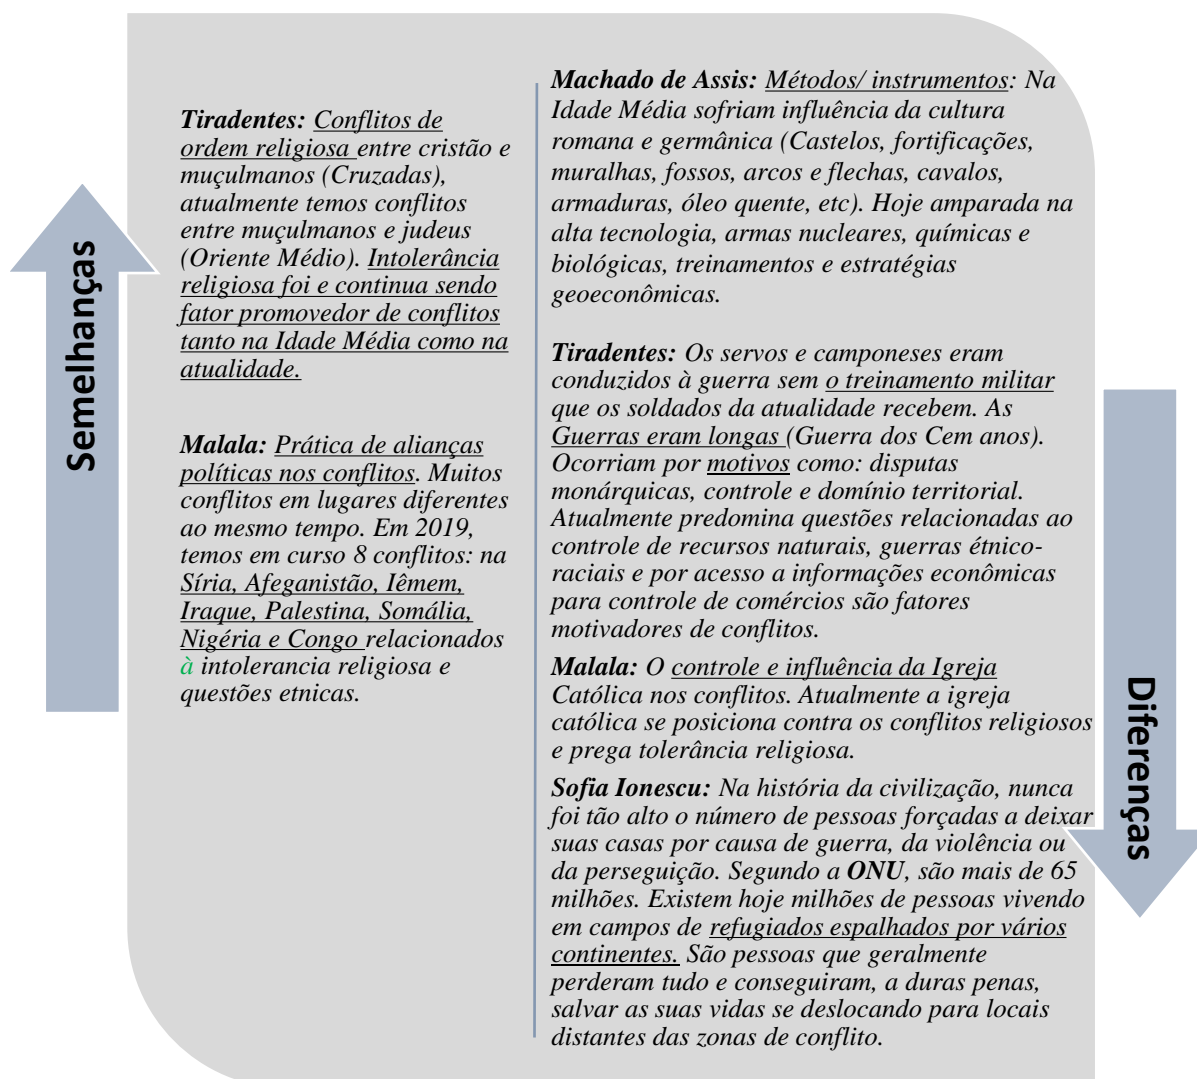 Semelhanças
Tiradentes: Conflitos de
ordem religiosa entre cristão e
muçulmanos (Cruzadas),
atualmente temos conflitos
entre muçulmanos e judeus
(Oriente Médio). Intolerância
religiosa foi e continua sendo
fator promovedor de conflitos
tanto na Idade Média como na
atualidade.
Malala: Prática de alianças
políticas nos conflitos. Muitos
conflitos em lugares diferentes
ao mesmo tempo. Em 2019,
temos em curso 8 conflitos: na
Síria, Afeganistão, Iêmem,
Iraque, Palestina, Somália,
Nigéria e Congo relacionados
à intolerancia religiosa e
questões etnicas.
Machado de Assis: Métodos/ instrumentos: Na
Idade Média sofriam influência da cultura
romana e germânica (Castelos, fortificações,
muralhas, fossos, arcos e flechas, cavalos,
armaduras, óleo quente, etc). Hoje amparada na
alta tecnologia, armas nucleares, químicas e
biológicas, treinamentos e estratégias
geoeconômicas.
Tiradentes: Os servos e camponeses eram
conduzidos à guerra sem o treinamento militar
que os soldados da atualidade recebem. As
Guerras eram longas (Guerra dos Cem anos).
Ocorriam por motivos como: disputas
monárquicas, controle e domínio territorial.
Atualmente predomina questões relacionadas ao
controle de recursos naturais, guerras étnico-
raciais e por acesso a informações econômicas
para controle de comércios são fatores
motivadores de conflitos.
Malala: O controle e influência da Igreja
Católica nos conflitos. Atualmente a igreja
católica se posiciona contra os conflitos religiosos
e prega tolerância religiosa.
Sofia Ionescu: Na história da civilização, nunca
foi tão alto o número de pessoas forçadas a deixar
suas casas por causa de guerra, da violência ou
da perseguição. Segundo a ONU, são mais de 65
milhões. Existem hoje milhões de pessoas vivendo
em campos de refugiados espalhados por vários
continentes. São pessoas que geralmente
perderam tudo e conseguiram, a duras penas,
salvar as suas vidas se deslocando para locais
distantes das zonas de conflito.
Diferenças